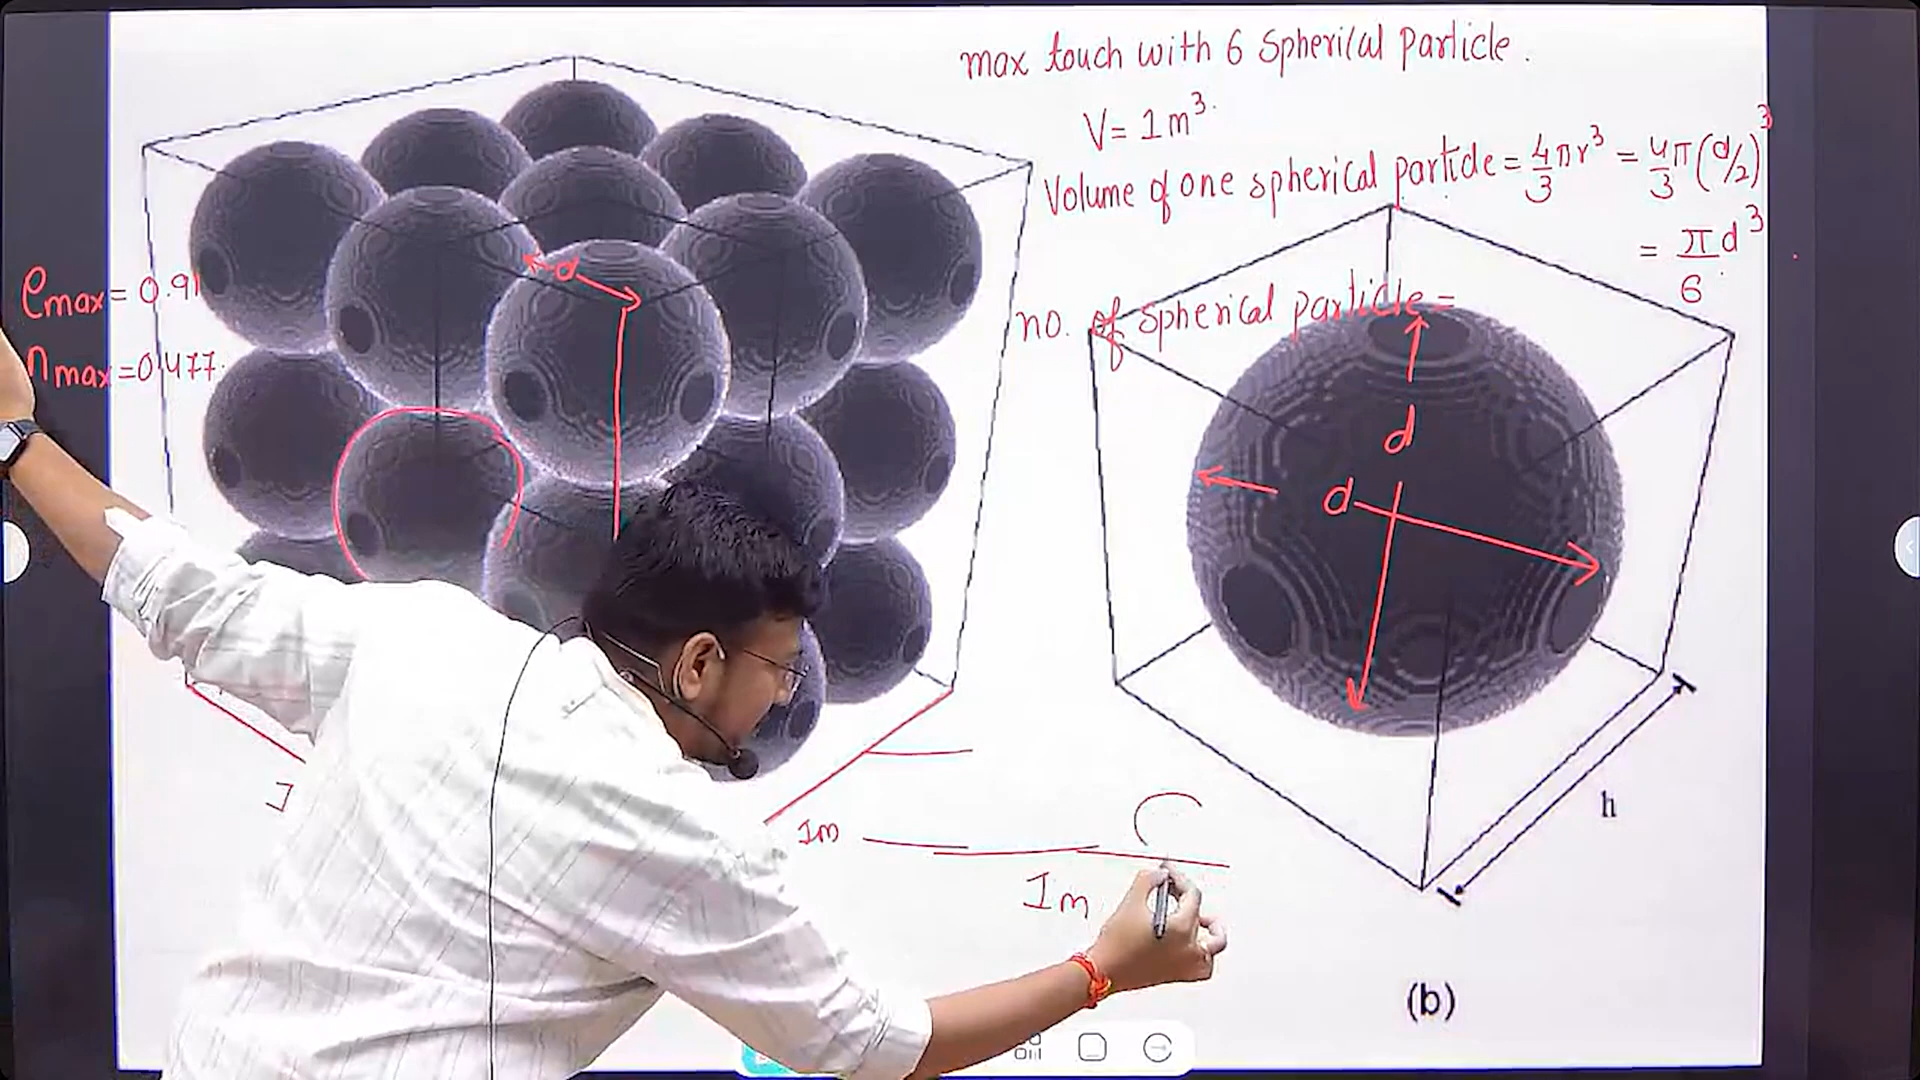 max touch with 6 spherical particle.
V= 1m³.
Volume of one spherical particle = 4/3 πr³ = 4/3 π(d/2)³
= π/6 d³
emax = 0.91
nmax = 0.477.
no. of spherical particle =
d
d
d
1m
1m
h
(b)